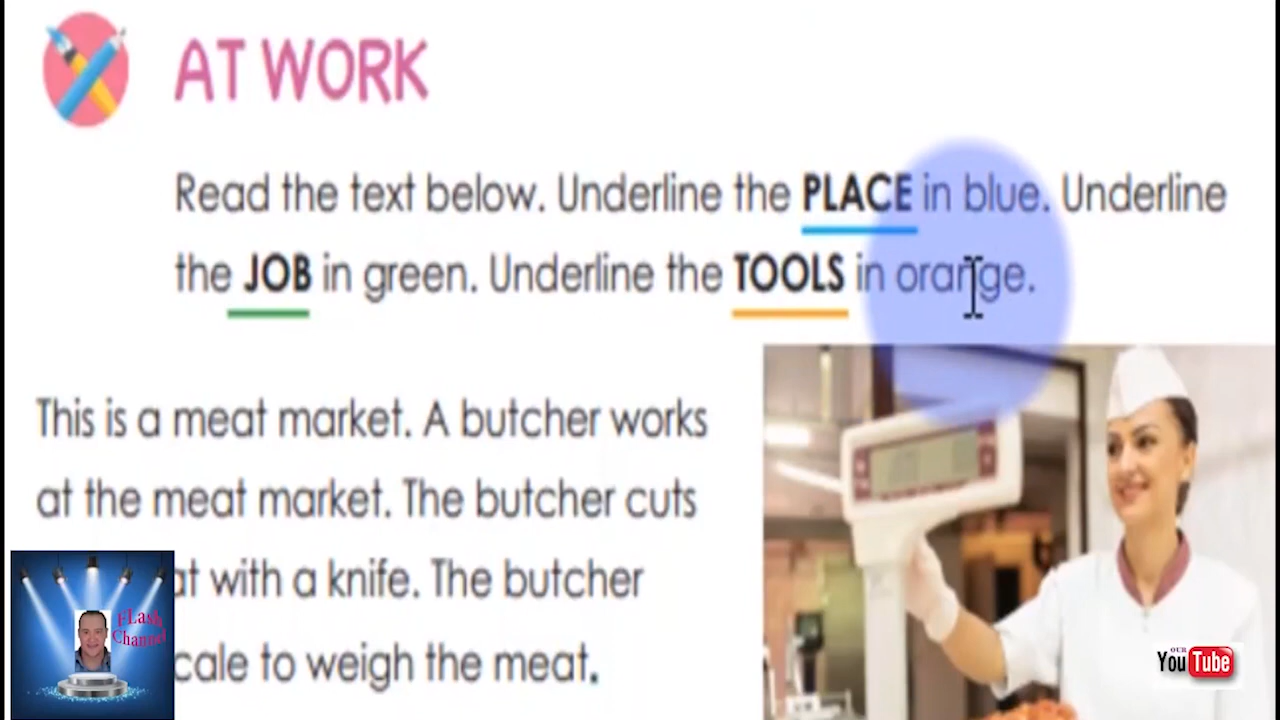 AT WORK
Read the text below. Underline the PLACE in blue. Underline
the JOB in green. Underline the TOOLS in orange.
This is a meat market. A butcher works
at the meat market. The butcher cuts
with a knife. The butcher
to weigh the meat.
FLash
Channel
OUR
YouTube